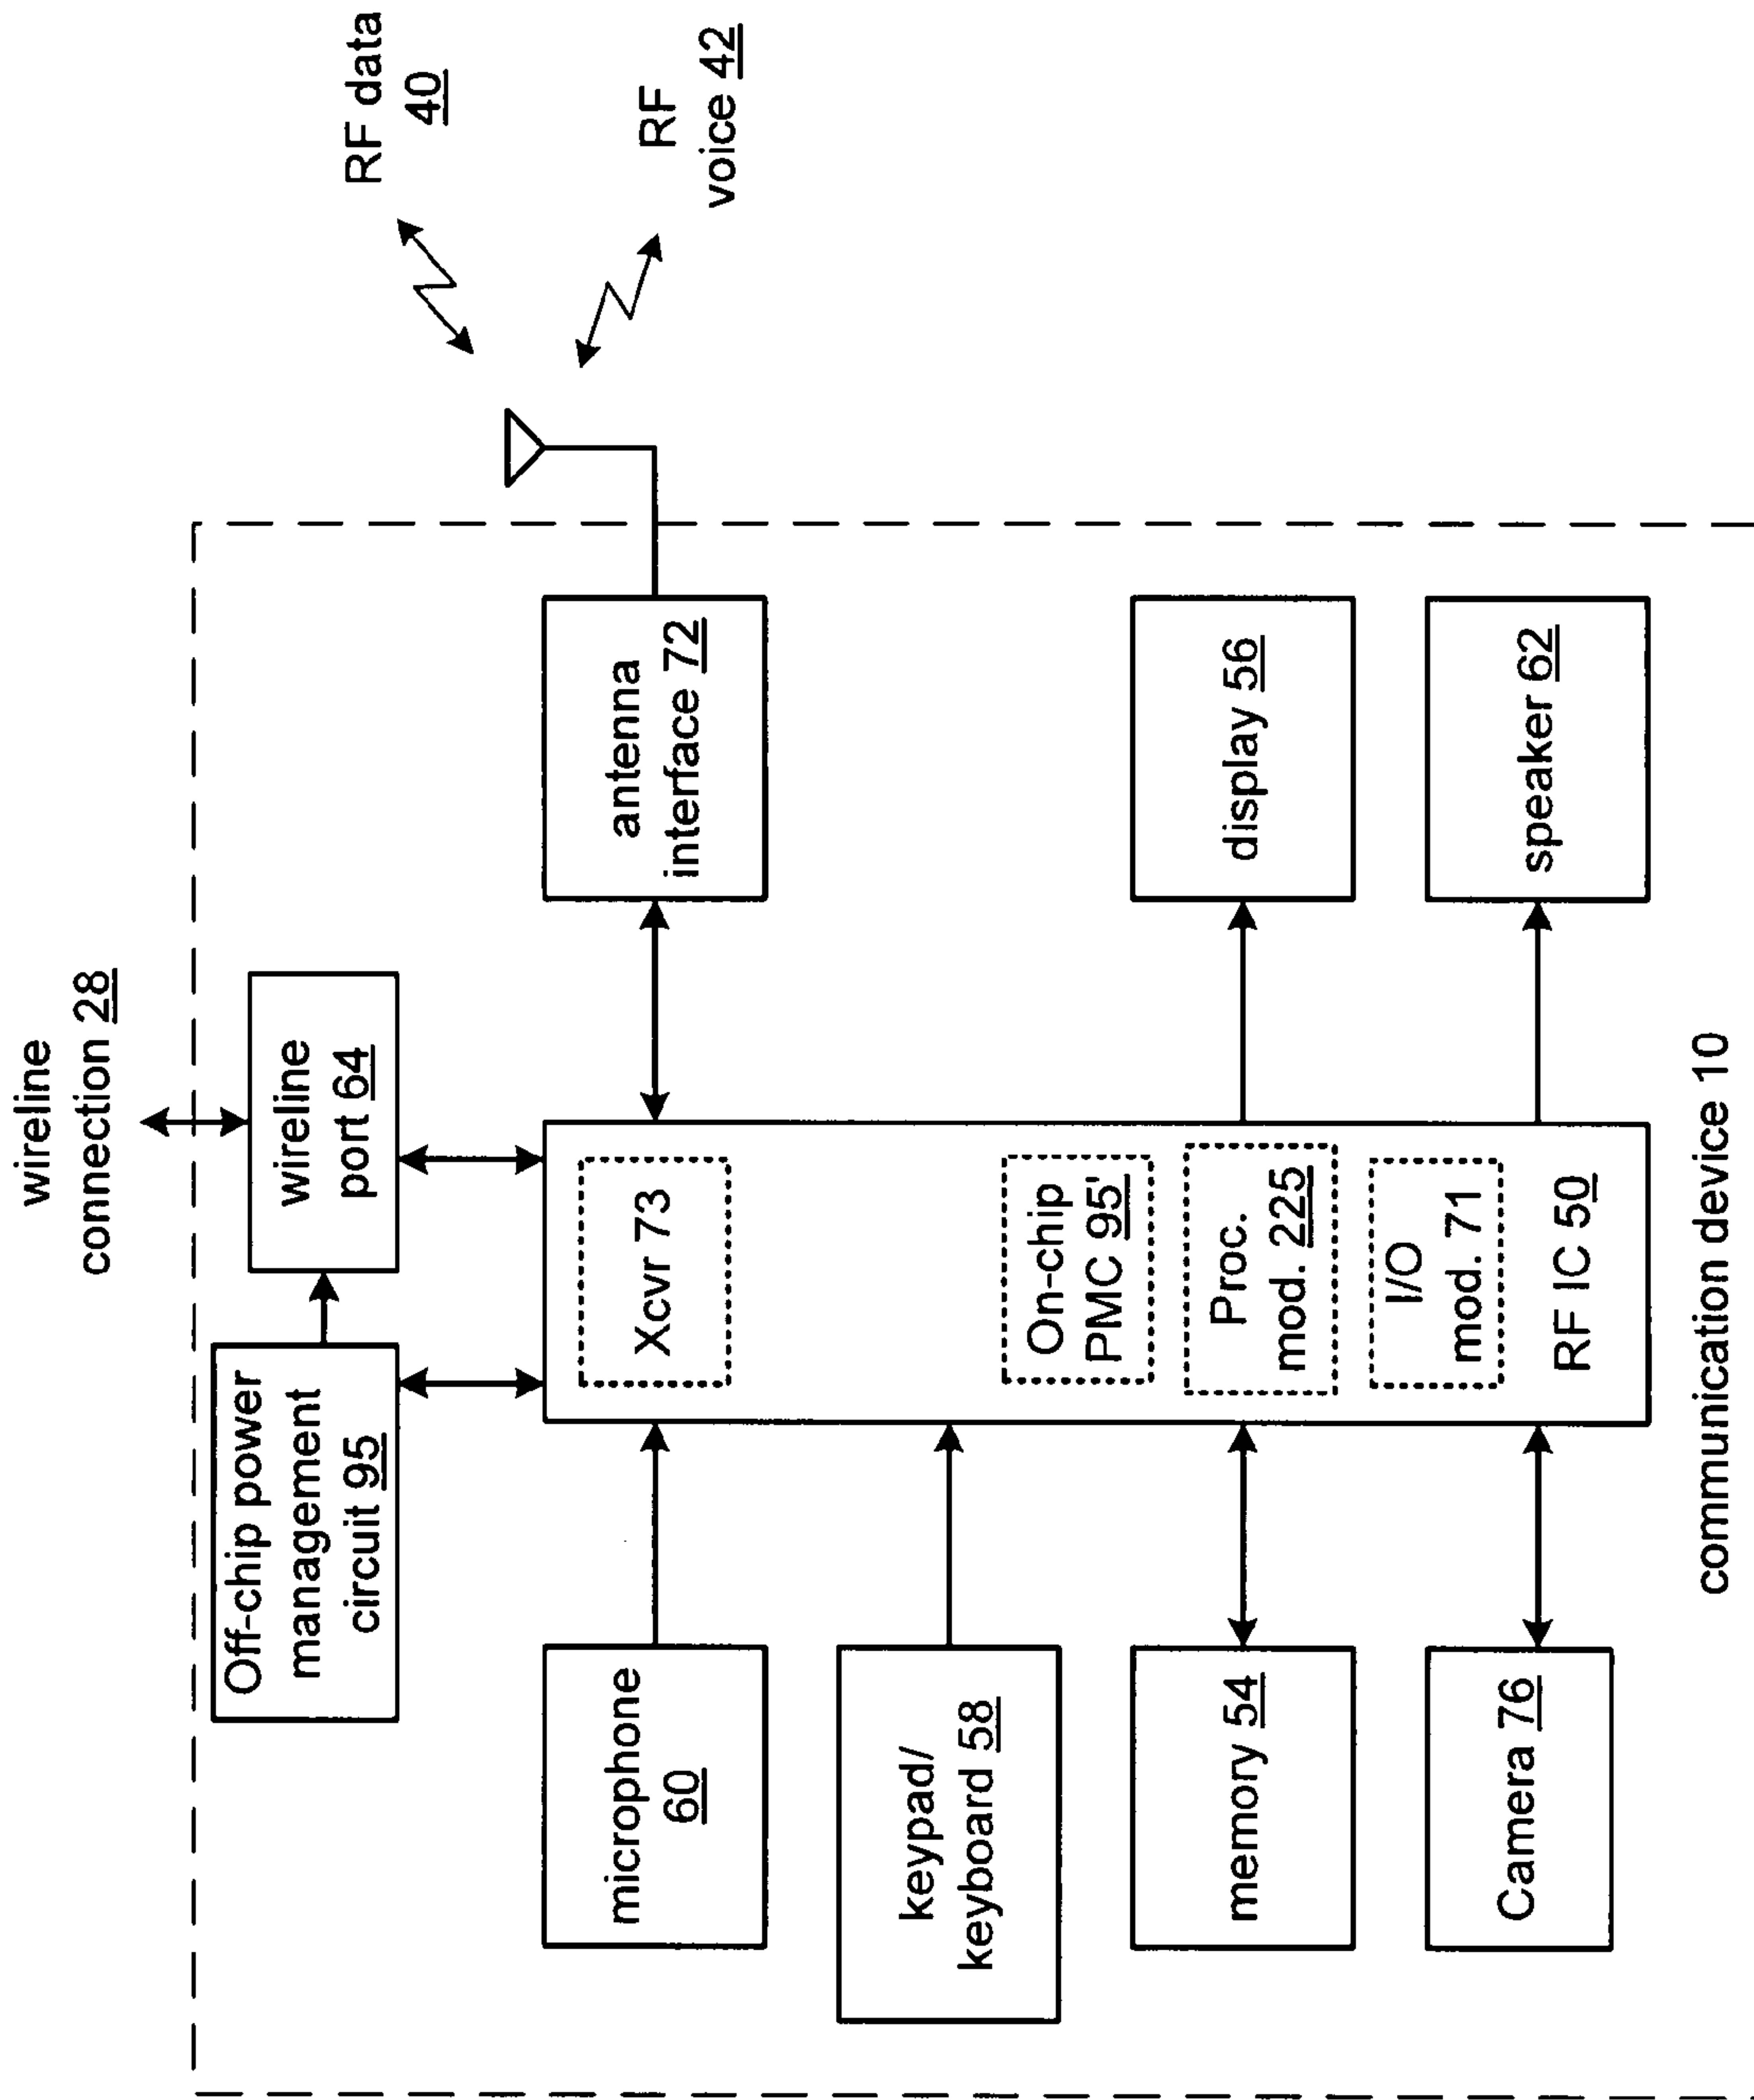 wireline
connection 28
RF data
40
RF
voice 42
Off-chip power
management
circuit 95
wireline
port 64
microphone
60
Xcvr 73
antenna
interface 72
keypad/
keyboard 58
On-chip
PMC 95'
memory 54
Proc.
mod. 225
display 56
Camera 76
I/O
mod. 71
RF IC 50
speaker 62
communication device 10